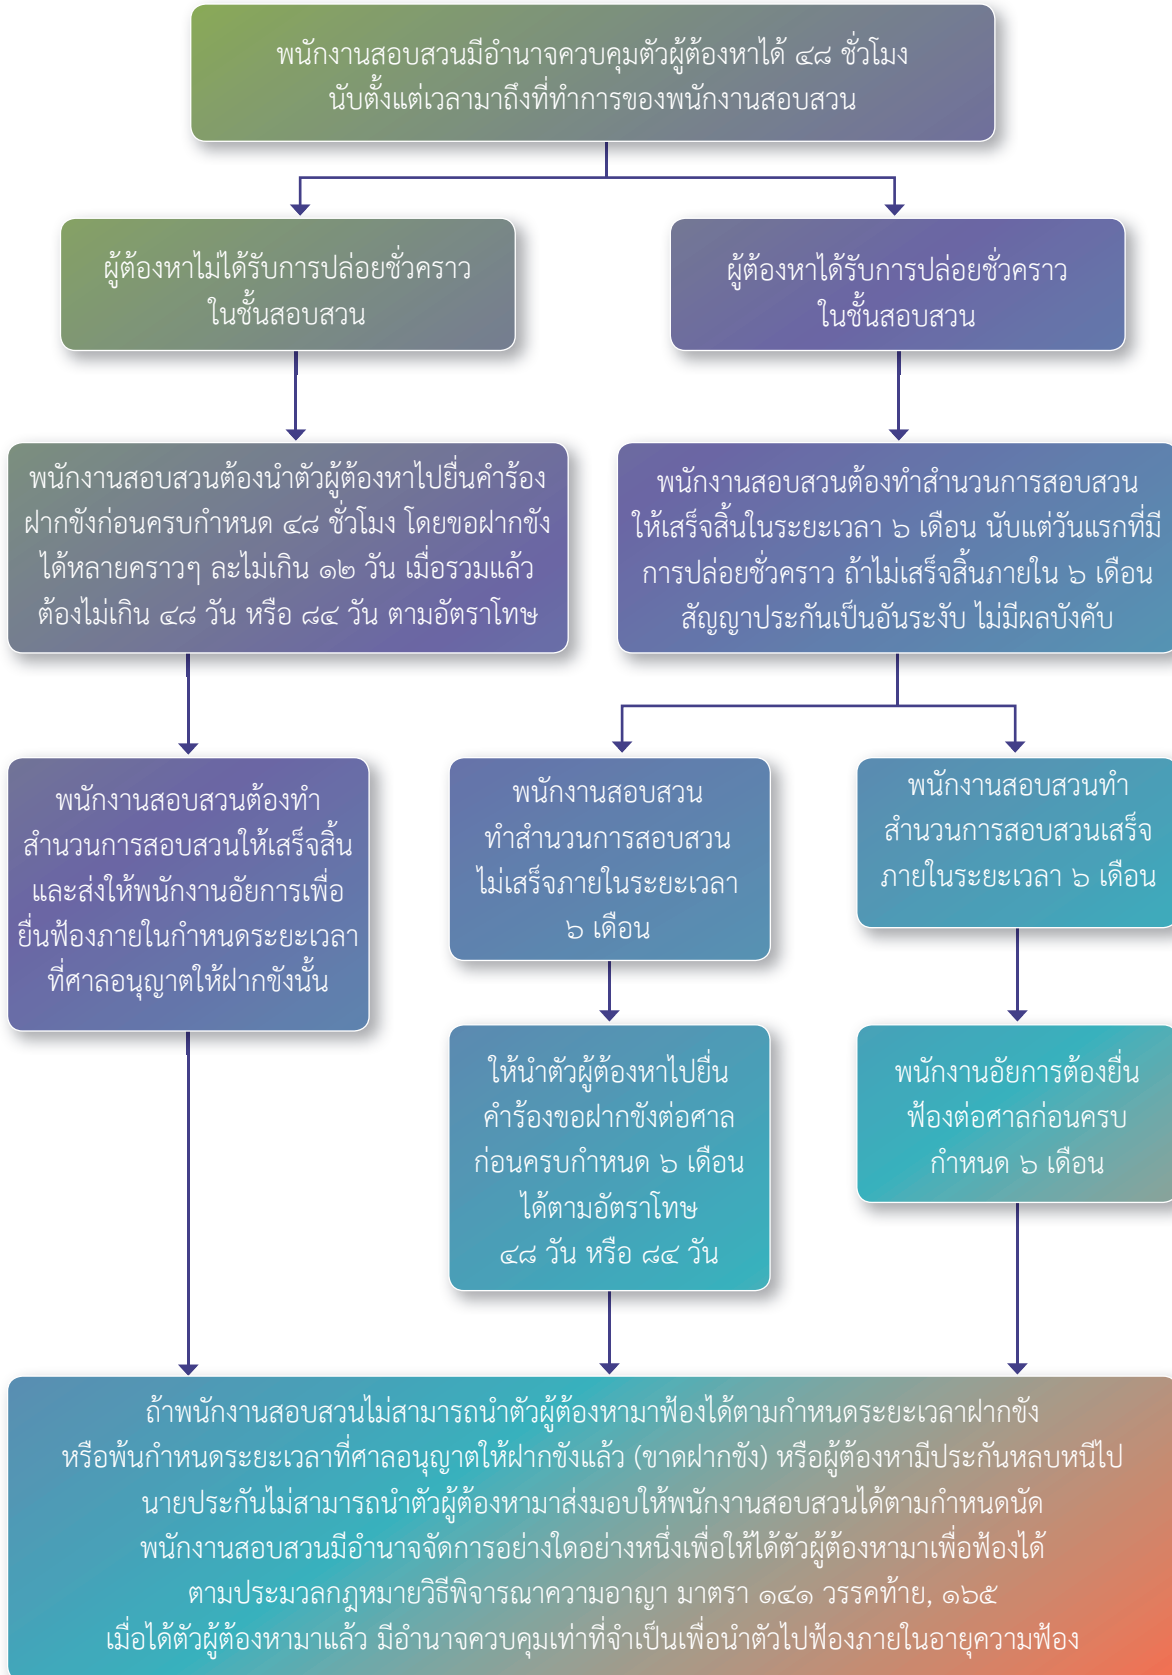 พนักงานสอบสวนมีอำนาจควบคุมตัวผู้ต้องหาได้ ๔๘ ชั่วโมง
นับตั้งแต่เวลามาถึงที่ทำการของพนักงานสอบสวน
ผู้ต้องหาไม่ได้รับการปล่อยชั่วคราว
ในชั้นสอบสวน
ผู้ต้องหาได้รับการปล่อยชั่วคราว
ในชั้นสอบสวน
พนักงานสอบสวนต้องนำตัวผู้ต้องหาไปยื่นคำร้อง
ฝากขังก่อนครบกำหนด ๔๘ ชั่วโมง โดยขอฝากขัง
ได้หลายคราวๆ ละไม่เกิน ๑๒ วัน เมื่อรวมแล้ว
ต้องไม่เกิน ๔๘ วัน หรือ ๘๔ วัน ตามอัตราโทษ
พนักงานสอบสวนต้องทำสำนวนการสอบสวน
ให้เสร็จสิ้นในระยะเวลา ๖ เดือน นับแต่วันแรกที่มี
การปล่อยชั่วคราว ถ้าไม่เสร็จสิ้นภายใน ๖ เดือน
สัญญาประกันเป็นอันระงับ ไม่มีผลบังคับ
พนักงานสอบสวนต้องทำ
สำนวนการสอบสวนให้เสร็จสิ้น
และส่งให้พนักงานอัยการเพื่อ
ยื่นฟ้องภายในกำหนดระยะเวลา
ที่ศาลอนุญาตให้ฝากขังนั้น
พนักงานสอบสวน
ทำสำนวนการสอบสวน
ไม่เสร็จภายในระยะเวลา
๖ เดือน
พนักงานสอบสวนทำ
สำนวนการสอบสวนเสร็จ
ภายในระยะเวลา ๖ เดือน
ให้นำตัวผู้ต้องหาไปยื่น
คำร้องขอฝากขังต่อศาล
ก่อนครบกำหนด ๖ เดือน
ได้ตามอัตราโทษ
๔๘ วัน หรือ ๘๔ วัน
พนักงานอัยการต้องยื่น
ฟ้องต่อศาลก่อนครบ
กำหนด ๖ เดือน
ถ้าพนักงานสอบสวนไม่สามารถนำตัวผู้ต้องหามาฟ้องได้ตามกำหนดระยะเวลาฝากขัง
หรือพ้นกำหนดระยะเวลาที่ศาลอนุญาตให้ฝากขังแล้ว (ขาดฝากขัง) หรือผู้ต้องหามีประกันหลบหนีไป
นายประกันไม่สามารถนำตัวผู้ต้องหามาส่งมอบให้พนักงานสอบสวนได้ตามกำหนดนัด
พนักงานสอบสวนมีอำนาจจัดการอย่างใดอย่างหนึ่งเพื่อให้ได้ตัวผู้ต้องหามาเพื่อฟ้องได้
ตามประมวลกฎหมายวิธีพิจารณาความอาญา มาตรา ๑๔๑ วรรคท้าย, ๑๖๕
เมื่อได้ตัวผู้ต้องหามาแล้ว มีอำนาจควบคุมเท่าที่จำเป็นเพื่อนำตัวไปฟ้องภายในอายุความฟ้อง